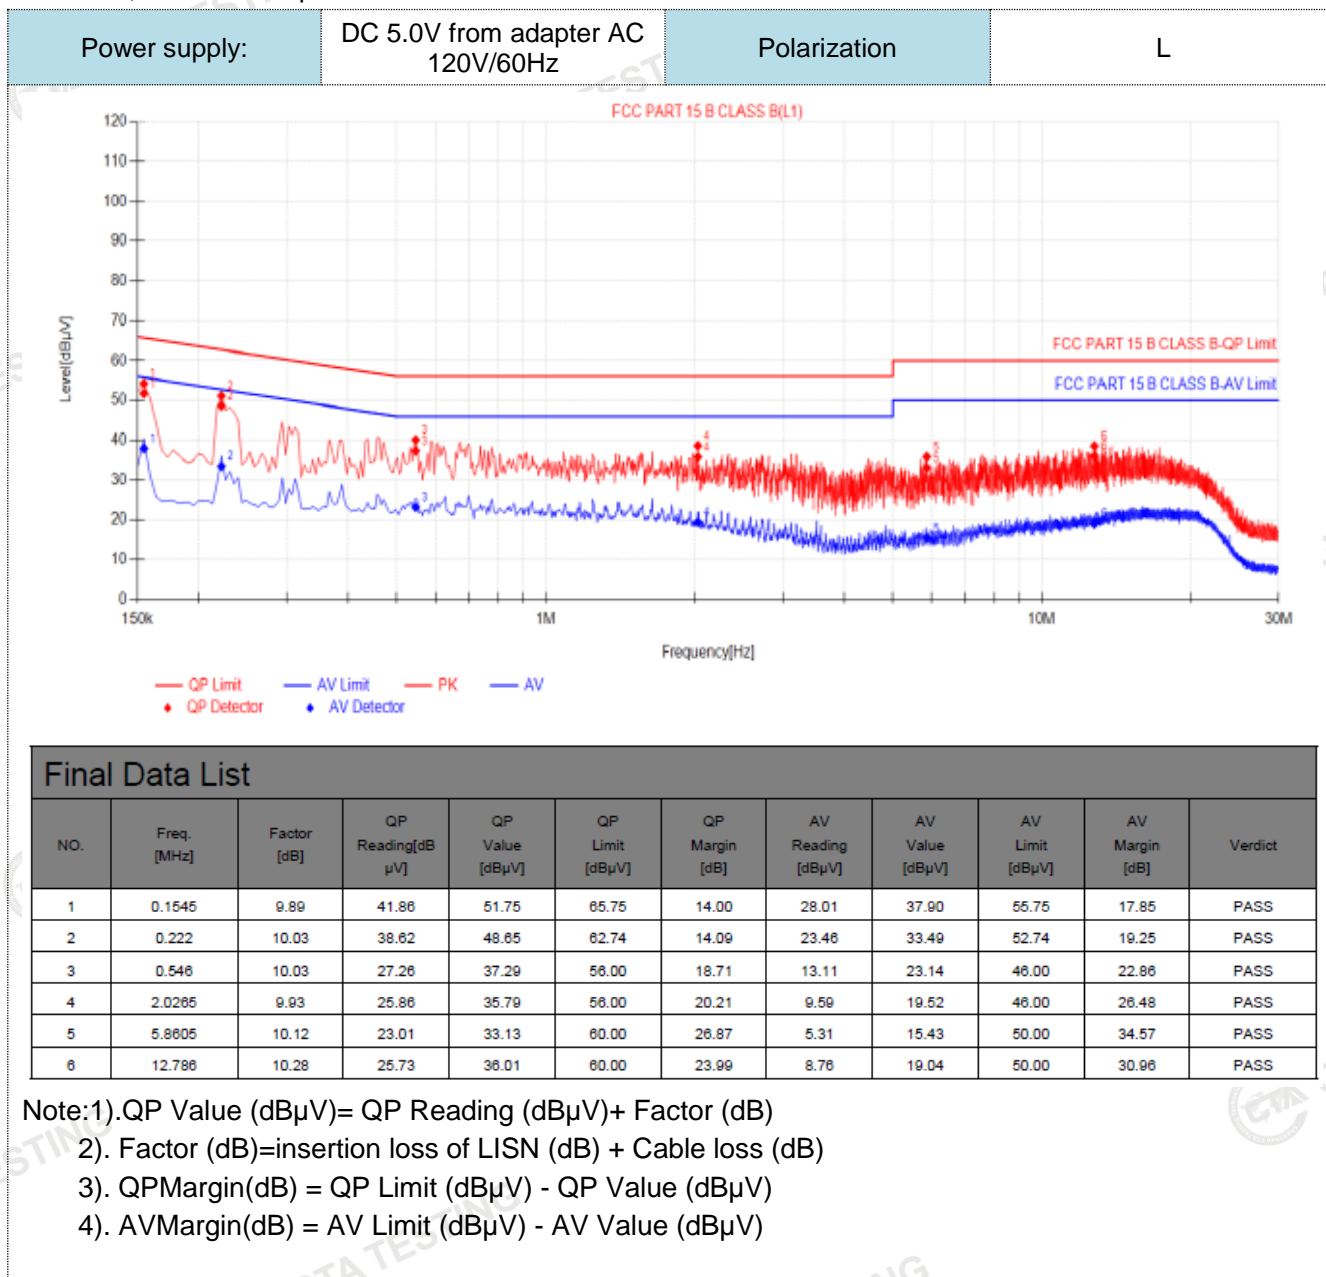 Power supply: DC 5.0V from adapter AC 120V/60Hz Polarization L
FCC PART 15 B CLASS B(L1)
120
110
100
90
80
70
60
50
40
30
20
10
0
Level[dBµV]
FCC PART 15 B CLASS B-QP Limit
FCC PART 15 B CLASS B-AV Limit
150k 1M 10M 30M
Frequency[Hz]
QP Limit AV Limit PK AV
QP Detector AV Detector
Final Data List
NO. Freq. [MHz] Factor [dB] QP Reading[dBµV] QP Value [dBµV] QP Limit [dBµV] QP Margin [dB] AV Reading [dBµV] AV Value [dBµV] AV Limit [dBµV] AV Margin [dB] Verdict
1 0.1545 9.89 41.86 51.75 65.75 14.00 28.01 37.90 55.75 17.85 PASS
2 0.222 10.03 38.62 48.65 62.74 14.09 23.46 33.49 52.74 19.25 PASS
3 0.546 10.03 27.26 37.29 56.00 18.71 13.11 23.14 46.00 22.86 PASS
4 2.0265 9.93 25.86 35.79 56.00 20.21 9.59 19.52 46.00 26.48 PASS
5 5.8605 10.12 23.01 33.13 60.00 26.87 5.31 15.43 50.00 34.57 PASS
6 12.786 10.28 25.73 36.01 60.00 23.99 8.76 19.04 50.00 30.96 PASS
Note:1).QP Value (dBµV)= QP Reading (dBµV)+ Factor (dB)
2). Factor (dB)=insertion loss of LISN (dB) + Cable loss (dB)
3). QPMargin(dB) = QP Limit (dBµV) - QP Value (dBµV)
4). AVMargin(dB) = AV Limit (dBµV) - AV Value (dBµV)